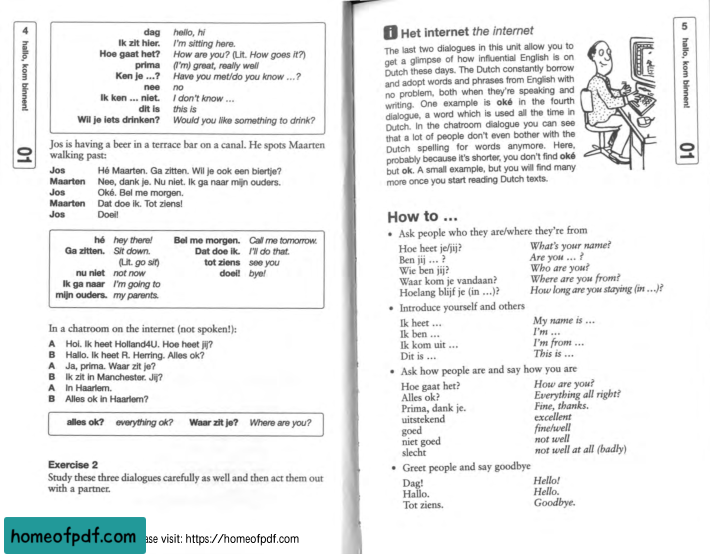 4
hallo, kom binnen!
01
dag hello, hi
Ik zit hier. I'm sitting here.
Hoe gaat het? How are you? (Lit. How goes it?)
prima (I'm) great, really well
Ken je ...? Have you met/do you know ...?
nee no
Ik ken ... niet. I don't know ...
dit is this is
Wil je iets drinken? Would you like something to drink?
Jos is having a beer in a terrace bar on a canal. He spots Maarten
walking past:
Jos Hé Maarten. Ga zitten. Wil je ook een biertje?
Maarten Nee, dank je. Nu niet. Ik ga naar mijn ouders.
Jos Oké. Bel me morgen.
Maarten Dat doe ik. Tot ziens!
Jos Doei!
hé hey there! Bel me morgen. Call me tomorrow.
Ga zitten. Sit down. Dat doe ik. I'll do that.
(Lit. go sit) tot ziens see you
nu niet not now doei! bye!
Ik ga naar I'm going to
mijn ouders. my parents.
In a chatroom on the internet (not spoken!):
A Hoi. Ik heet Holland4U. Hoe heet jij?
B Hallo. Ik heet R. Herring. Alles ok?
A Ja, prima. Waar zit je?
B Ik zit in Manchester. Jij?
A In Haarlem.
B Alles ok in Haarlem?
alles ok? everything ok? Waar zit je? Where are you?
Exercise 2
Study these three dialogues carefully as well and then act them out
with a partner.
homeofpdf.com
ase visit: https://homeofpdf.com
5
hallo, kom binnen!
01
Het internet the internet
The last two dialogues in this unit allow you to
get a glimpse of how influential English is on
Dutch these days. The Dutch constantly borrow
and adopt words and phrases from English with
no problem, both when they're speaking and
writing. One example is oké in the fourth
dialogue, a word which is used all the time in
Dutch. In the chatroom dialogue you can see
that a lot of people don't even bother with the
Dutch spelling for words anymore. Here,
probably because it's shorter, you don't find oké
but ok. A small example, but you will find many
more once you start reading Dutch texts.
How to ...
• Ask people who they are/where they're from
Hoe heet je/jij? What's your name?
Ben jij ... ? Are you ... ?
Wie ben jij? Who are you?
Waar kom je vandaan? Where are you from?
Hoelang blijf je (in ...)? How long are you staying (in ...)?
• Introduce yourself and others
Ik heet ... My name is ...
Ik ben ... I'm ...
Ik kom uit ... I'm from ...
Dit is ... This is ...
• Ask how people are and say how you are
Hoe gaat het? How are you?
Alles ok? Everything all right?
Prima, dank je. Fine, thanks.
uitstekend excellent
goed fine/well
niet goed not well
slecht not well at all (badly)
• Greet people and say goodbye
Dag! Hello!
Hallo. Hello.
Tot ziens. Goodbye.